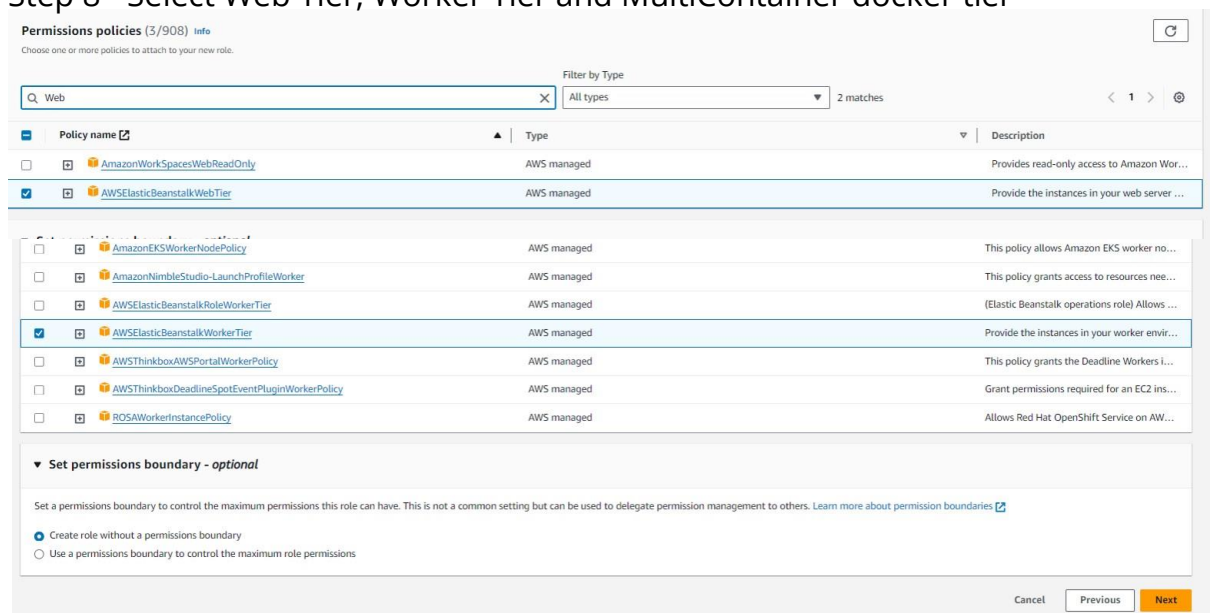 Step 8 - Select Web Tier, Worker Tier and MultiContainer docker tier
Permissions policies (3/908) Info
Choose one or more policies to attach to your new role.
Filter by Type
Web
All types
2 matches
1
Policy name Type Description
AmazonWorkSpacesWebReadOnly AWS managed Provides read-only access to Amazon Wor...
AWSElasticBeanstalkWebTier AWS managed Provide the instances in your web server ...
AmazonEKSWorkerNodePolicy AWS managed This policy allows Amazon EKS worker no...
AmazonNimbleStudio-LaunchProfileWorker AWS managed This policy grants access to resources nee...
AWSElasticBeanstalkRoleWorkerTier AWS managed (Elastic Beanstalk operations role) Allows ...
AWSElasticBeanstalkWorkerTier AWS managed Provide the instances in your worker envir...
AWSThinkboxAWSPortalWorkerPolicy AWS managed This policy grants the Deadline Workers i...
AWSThinkboxDeadlineSpotEventPluginWorkerPolicy AWS managed Grant permissions required for an EC2 ins...
ROSAWorkerInstancePolicy AWS managed Allows Red Hat OpenShift Service on AW...
Set permissions boundary - optional
Set a permissions boundary to control the maximum permissions this role can have. This is not a common setting but can be used to delegate permission management to others. Learn more about permission boundaries
Create role without a permissions boundary
Use a permissions boundary to control the maximum role permissions
Cancel Previous Next